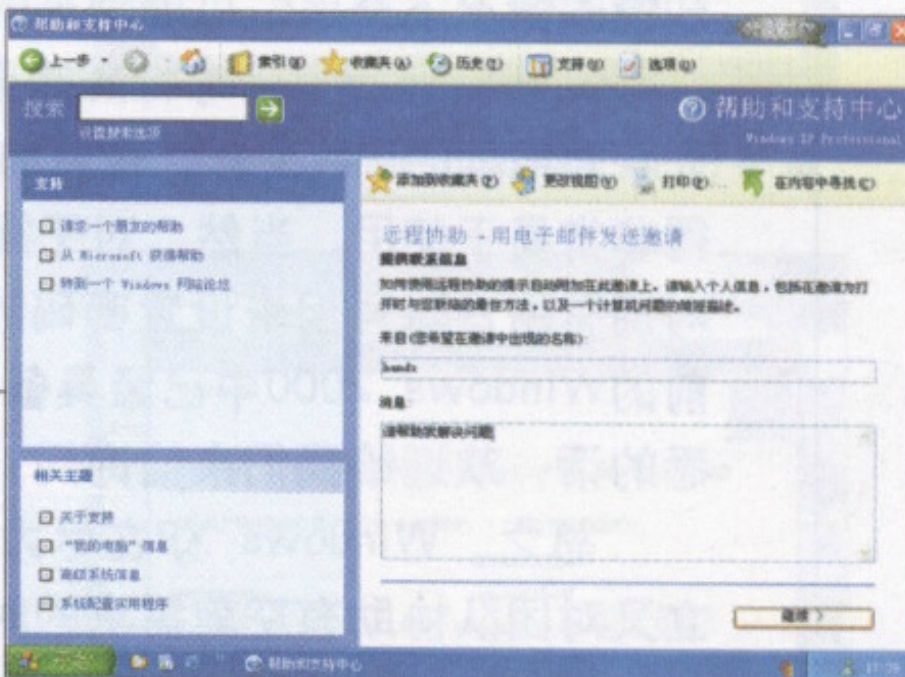 帮助和支持中心
上一步 索引(I) 收藏夹(A) 历史(I) 支持(U) 选项(O)
搜索
设置搜索选项
帮助和支持中心
Windows XP Professional
支持
请求一个朋友的帮助
从 Microsoft 获得帮助
转到一个 Windows 网站论坛
相关主题
关于支持
“我的电脑”信息
高级系统信息
系统配置实用程序
添加到收藏夹(D) 更改视图(V) 打印(P)... 在内容中寻找(C)
远程协助 - 用电子邮件发送邀请
提供联系信息
如何使用远程协助的提示自动附加在此邀请上。请输入个人信息，包括在邀请为打
开时与您联络的最佳方法，以及一个计算机问题的简短描述。
来自(您希望在邀请中出现的名称):
消息:
请帮助我解决问题
继续 >
开始 帮助和支持中心